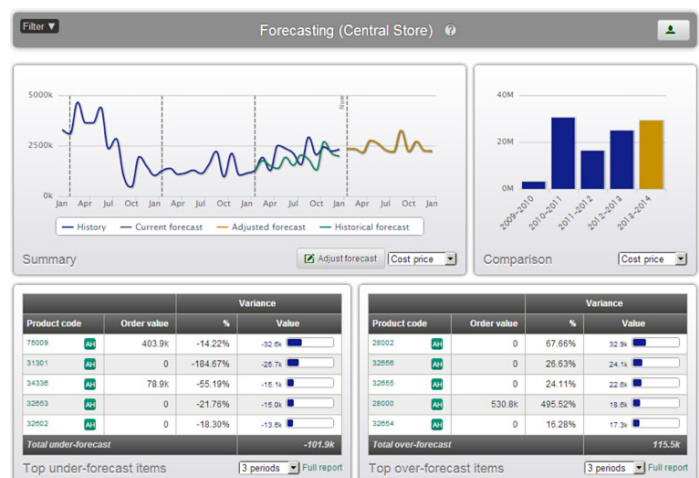 Filter ▼
Forecasting (Central Store) ?
5000k
2500k
0k
Jan Apr Jul Oct Jan Apr Jul Oct Jan Apr Jul Oct Jan Apr Jul Oct Jan
Now
History Current forecast Adjusted forecast Historical forecast
Summary
Adjust forecast Cost price
40M
20M
0M
2009-2010 2010-2011 2011-2012 2012-2013 2013-2014
Comparison
Cost price
Variance
Product code Order value % Value
75009 AH 403.9k -14.22% -32.6k
31301 AH 0 -184.67% -26.7k
34336 AH 78.9k -55.19% -15.1k
32663 AH 0 -21.76% -15.0k
32602 AH 0 -18.30% -13.6k
Total under-forecast -101.9k
Top under-forecast items 3 periods Full report
Variance
Product code Order value % Value
28002 AH 0 67.66% 32.9k
32656 AH 0 26.63% 24.1k
32655 AH 0 24.11% 22.6k
28000 AH 530.8k 495.52% 18.6k
32654 AH 0 16.28% 17.3k
Total over-forecast 115.5k
Top over-forecast items 3 periods Full report